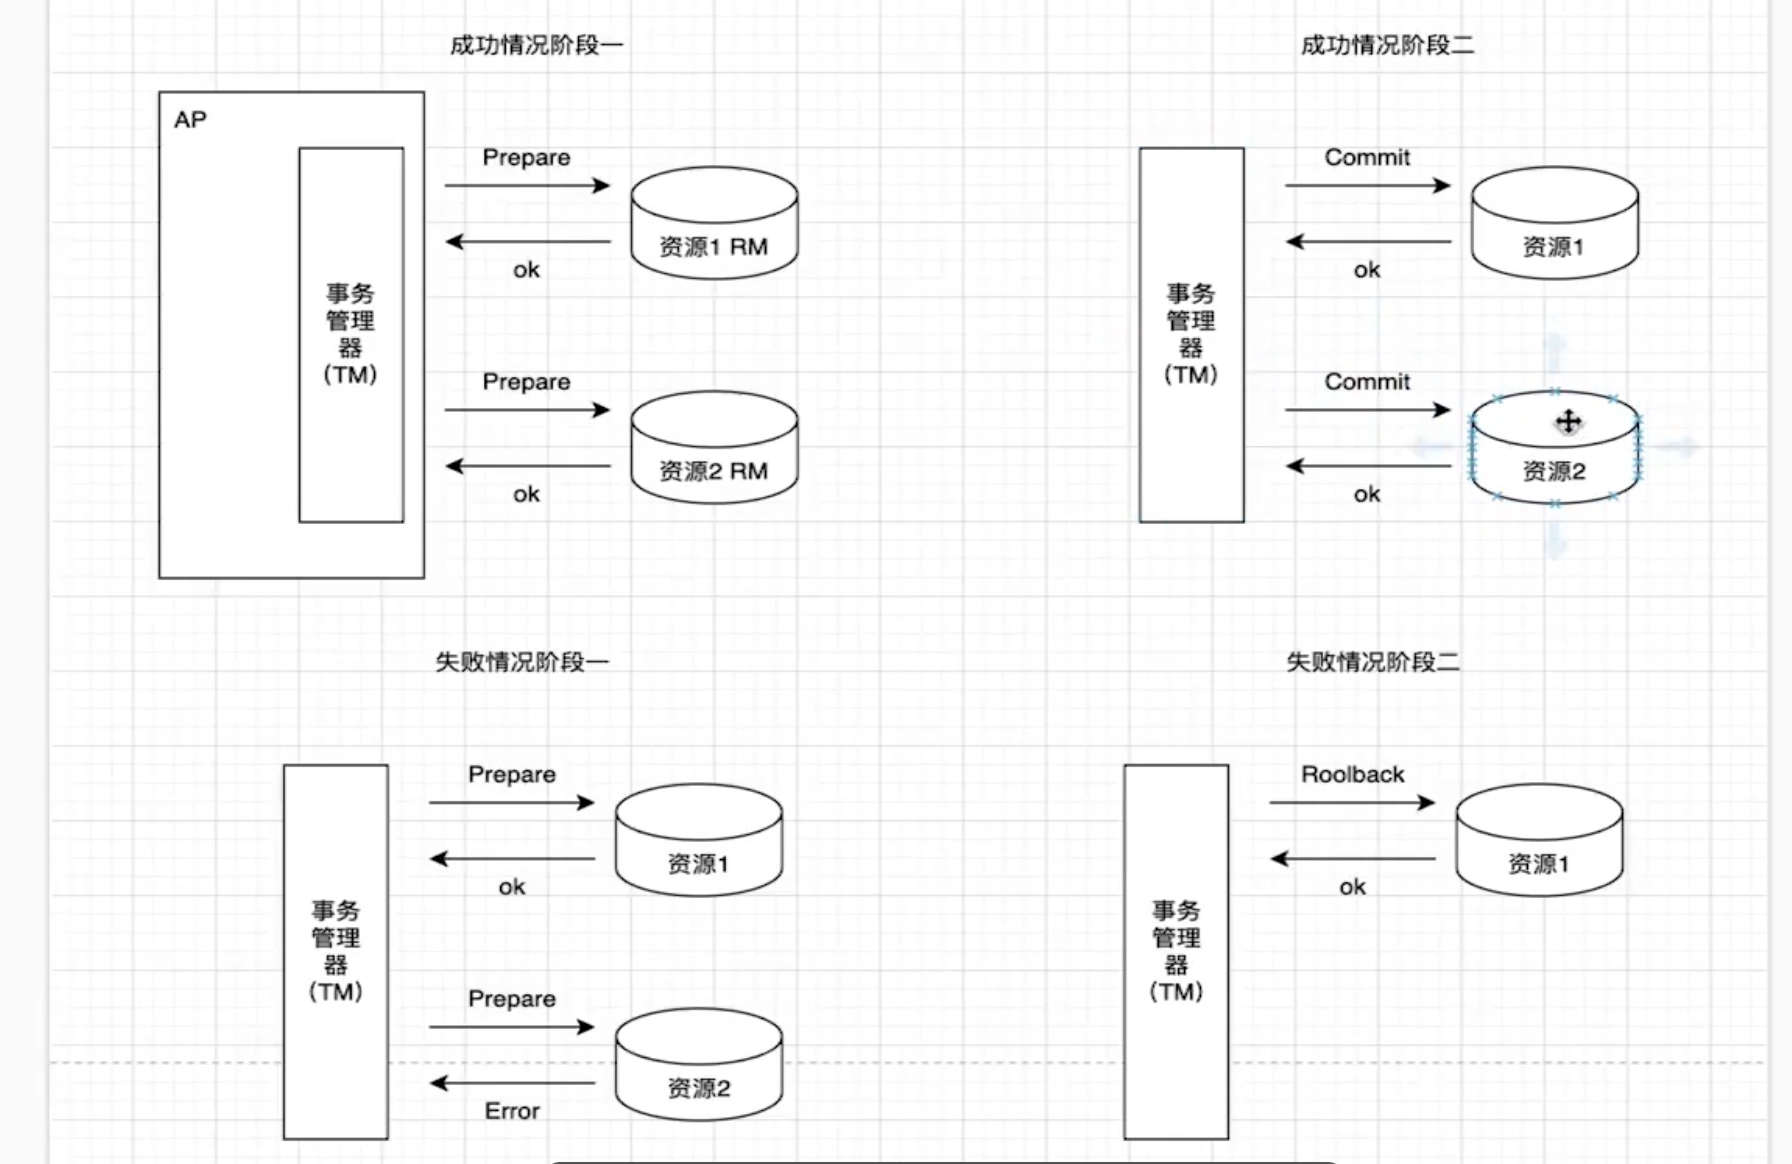 成功情况阶段一
AP
Prepare
ok
资源1 RM
事务
管理
器
(TM)
Prepare
ok
资源2 RM
成功情况阶段二
Commit
ok
资源1
事务
管理
器
(TM)
Commit
ok
资源2
失败情况阶段一
Prepare
ok
资源1
事务
管理
器
(TM)
Prepare
Error
资源2
失败情况阶段二
Roolback
ok
资源1
事务
管理
器
(TM)